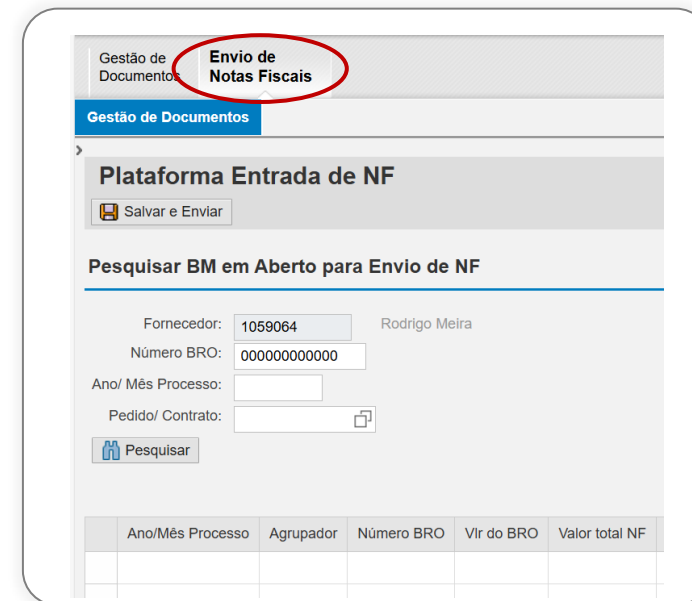 Gestão de
Documentos
Envio de
Notas Fiscais
Gestão de Documentos
Plataforma Entrada de NF
Salvar e Enviar
Pesquisar BM em Aberto para Envio de NF
Fornecedor: 1059064 Rodrigo Meira
Número BRO: 000000000000
Ano/ Mês Processo:
Pedido/ Contrato:
Pesquisar
Ano/Mês Processo Agrupador Número BRO Vlr do BRO Valor total NF